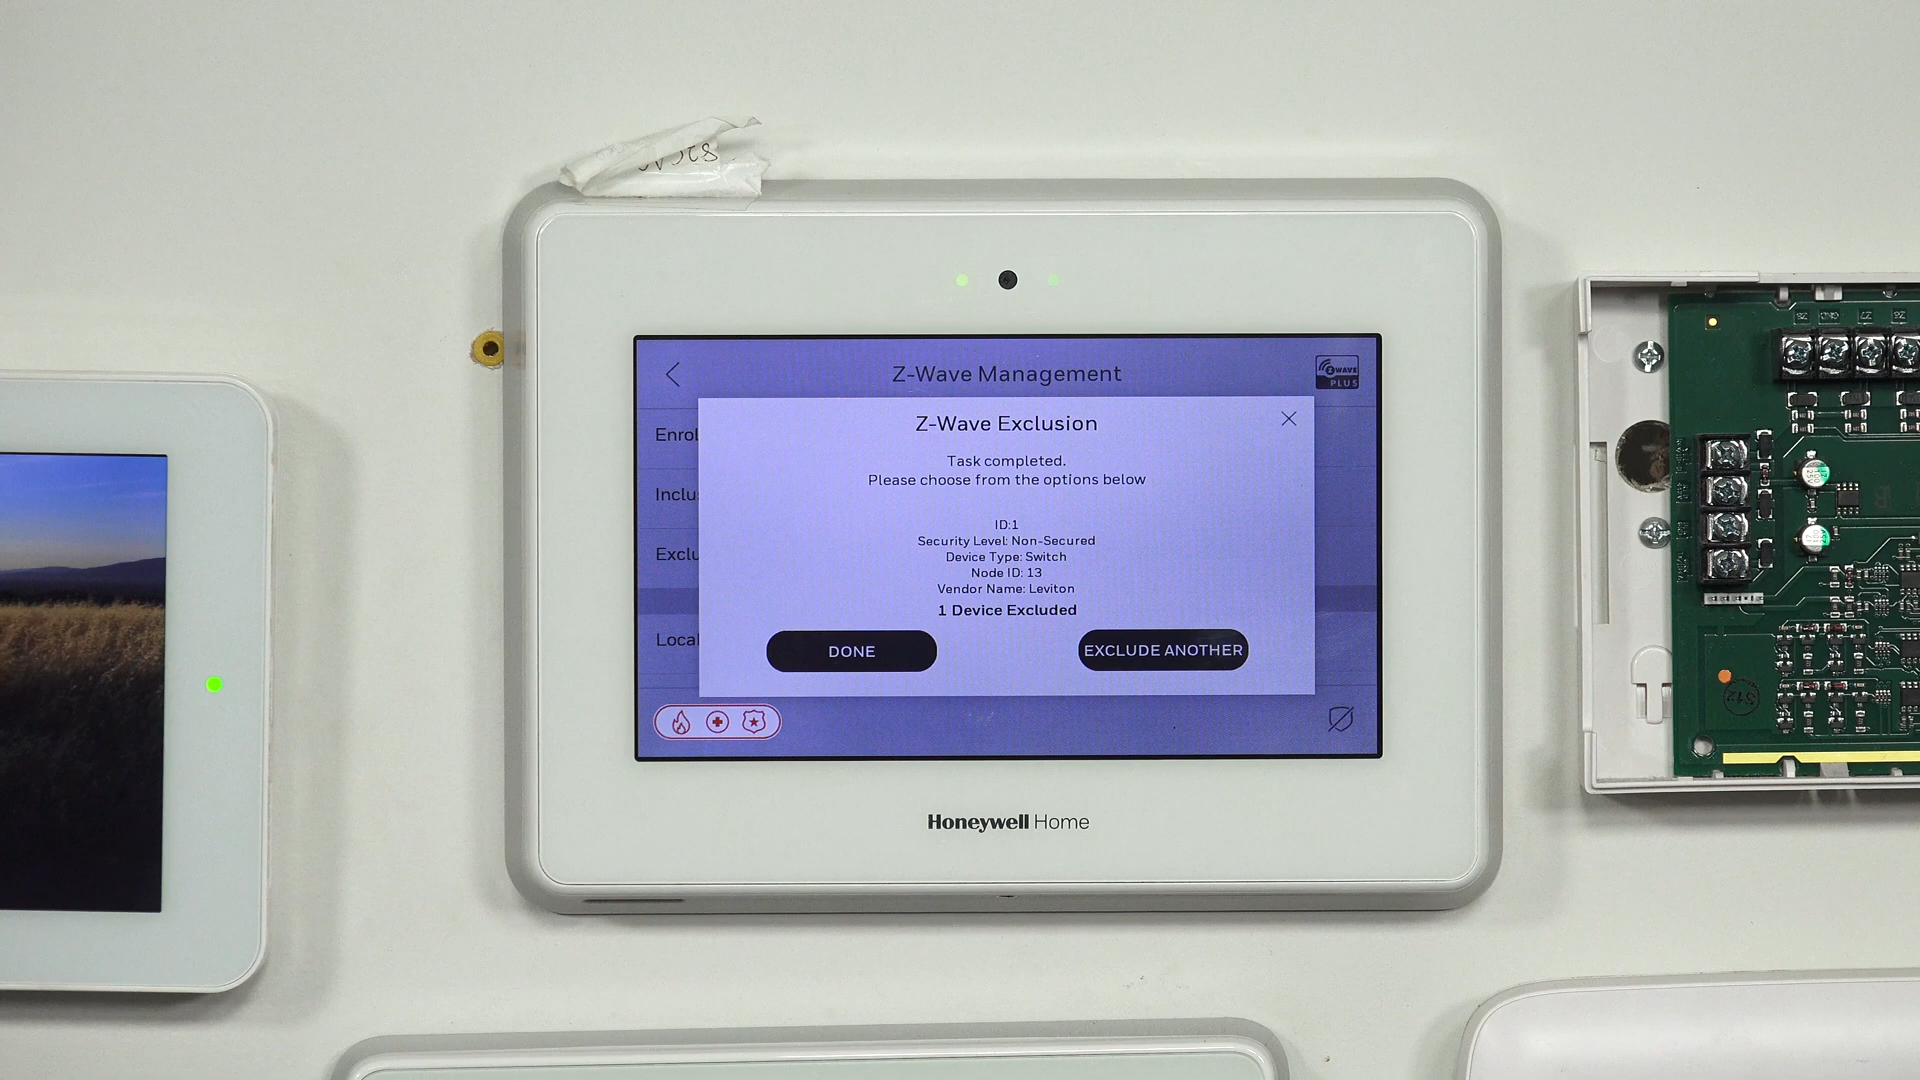 Z-Wave Management
Z WAVE
PLUS
Z-Wave Exclusion
Task completed.
Please choose from the options below
ID:1
Security Level: Non-Secured
Device Type: Switch
Node ID: 13
Vendor Name: Leviton
1 Device Excluded
DONE
EXCLUDE ANOTHER
Enrol
Inclu
Exclu
Local
Honeywell Home